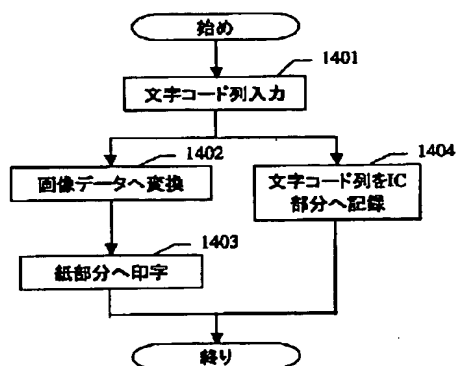 始め
1401
文字コード列入力
1402
画像データへ変換
1404
文字コード列をIC
部分へ記録
1403
紙部分へ印字
終り